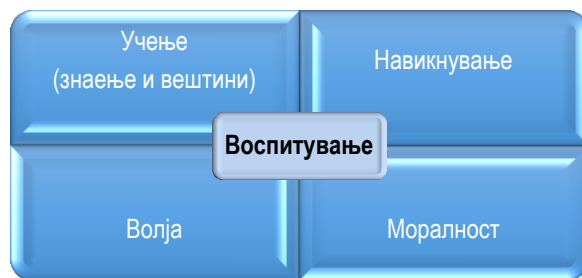 Учење
(знаење и вештини)
Навикнување
Воспитување
Волја
Моралност